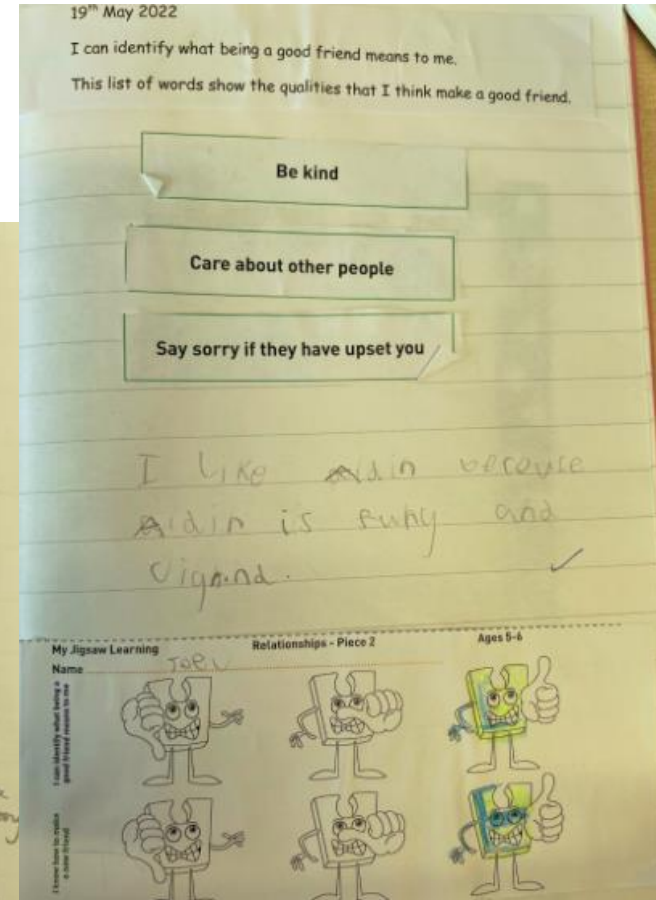 19th May 2022
I can identify what being a good friend means to me.
This list of words show the qualities that I think make a good friend.
Be kind
Care about other people
Say sorry if they have upset you
I like Aidin
Aidin is funy and
My Jigsaw Learning Relationships - Piece 2 Ages 5-6
Name
I can identify what being a
good friend means to me
I know how to make
a new friend